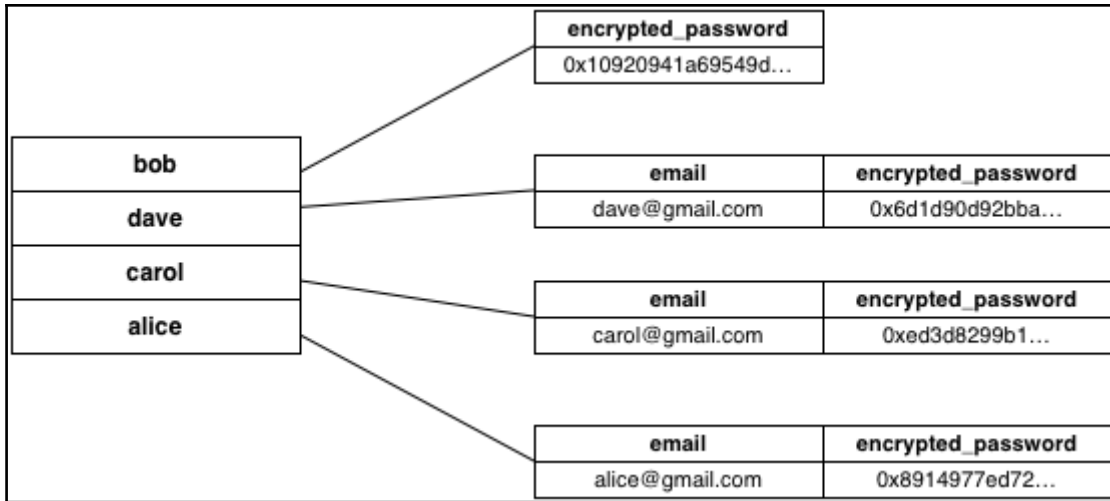 encrypted_password
0x10920941a69549d...
bob
dave
carol
alice
email encrypted_password
dave@gmail.com 0x6d1d90d92bba...
email encrypted_password
carol@gmail.com 0xed3d8299b1...
email encrypted_password
alice@gmail.com 0x8914977ed72...